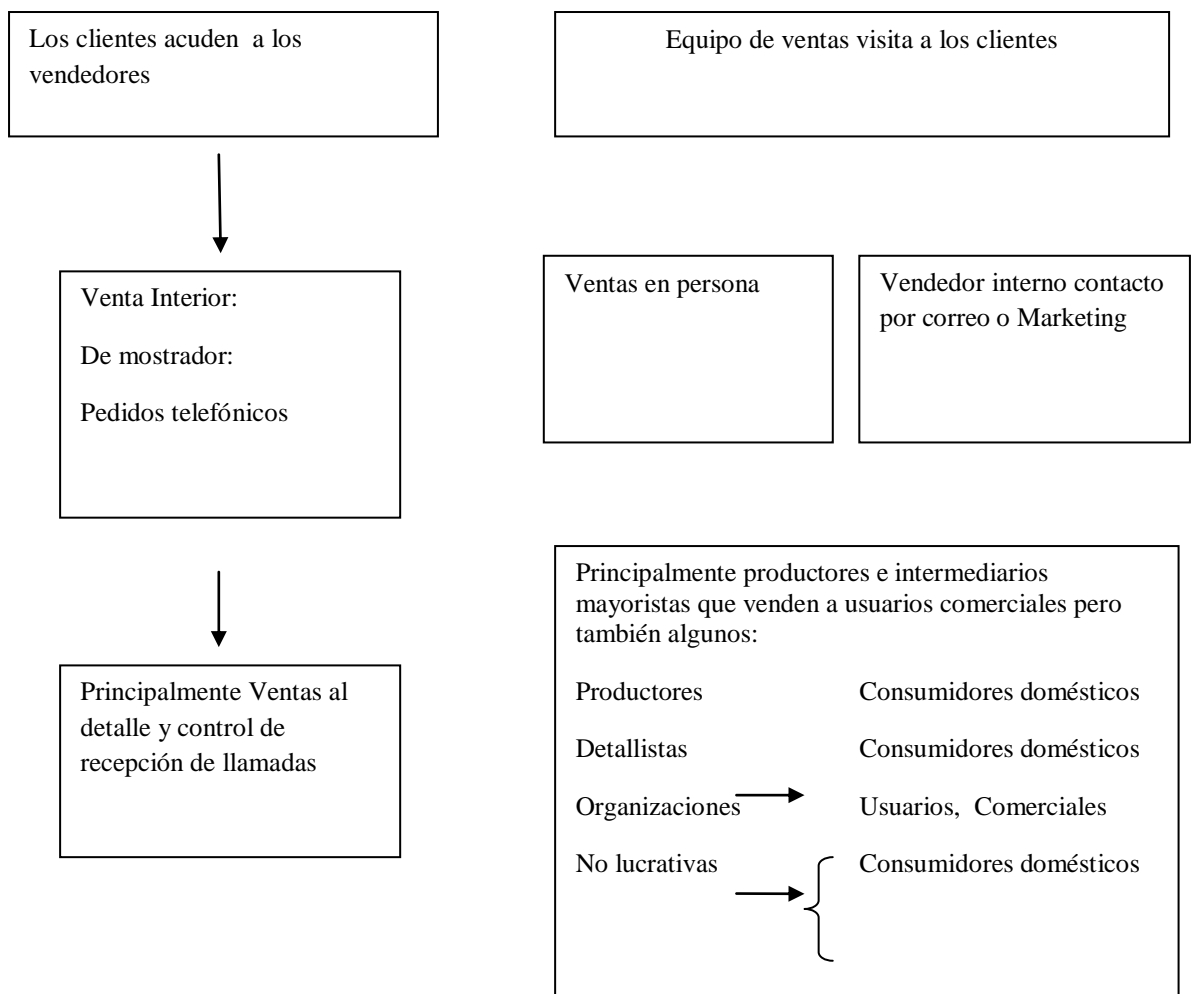 Los clientes acuden a los
vendedores
Equipo de ventas visita a los clientes
Venta Interior:
De mostrador:
Pedidos telefónicos
Ventas en persona
Vendedor interno contacto
por correo o Marketing
Principalmente Ventas al
detalle y control de
recepción de llamadas
Principalmente productores e intermediarios
mayoristas que venden a usuarios comerciales pero
también algunos:
Productores Consumidores domésticos
Detallistas Consumidores domésticos
Organizaciones Usuarios, Comerciales
No lucrativas Consumidores domésticos